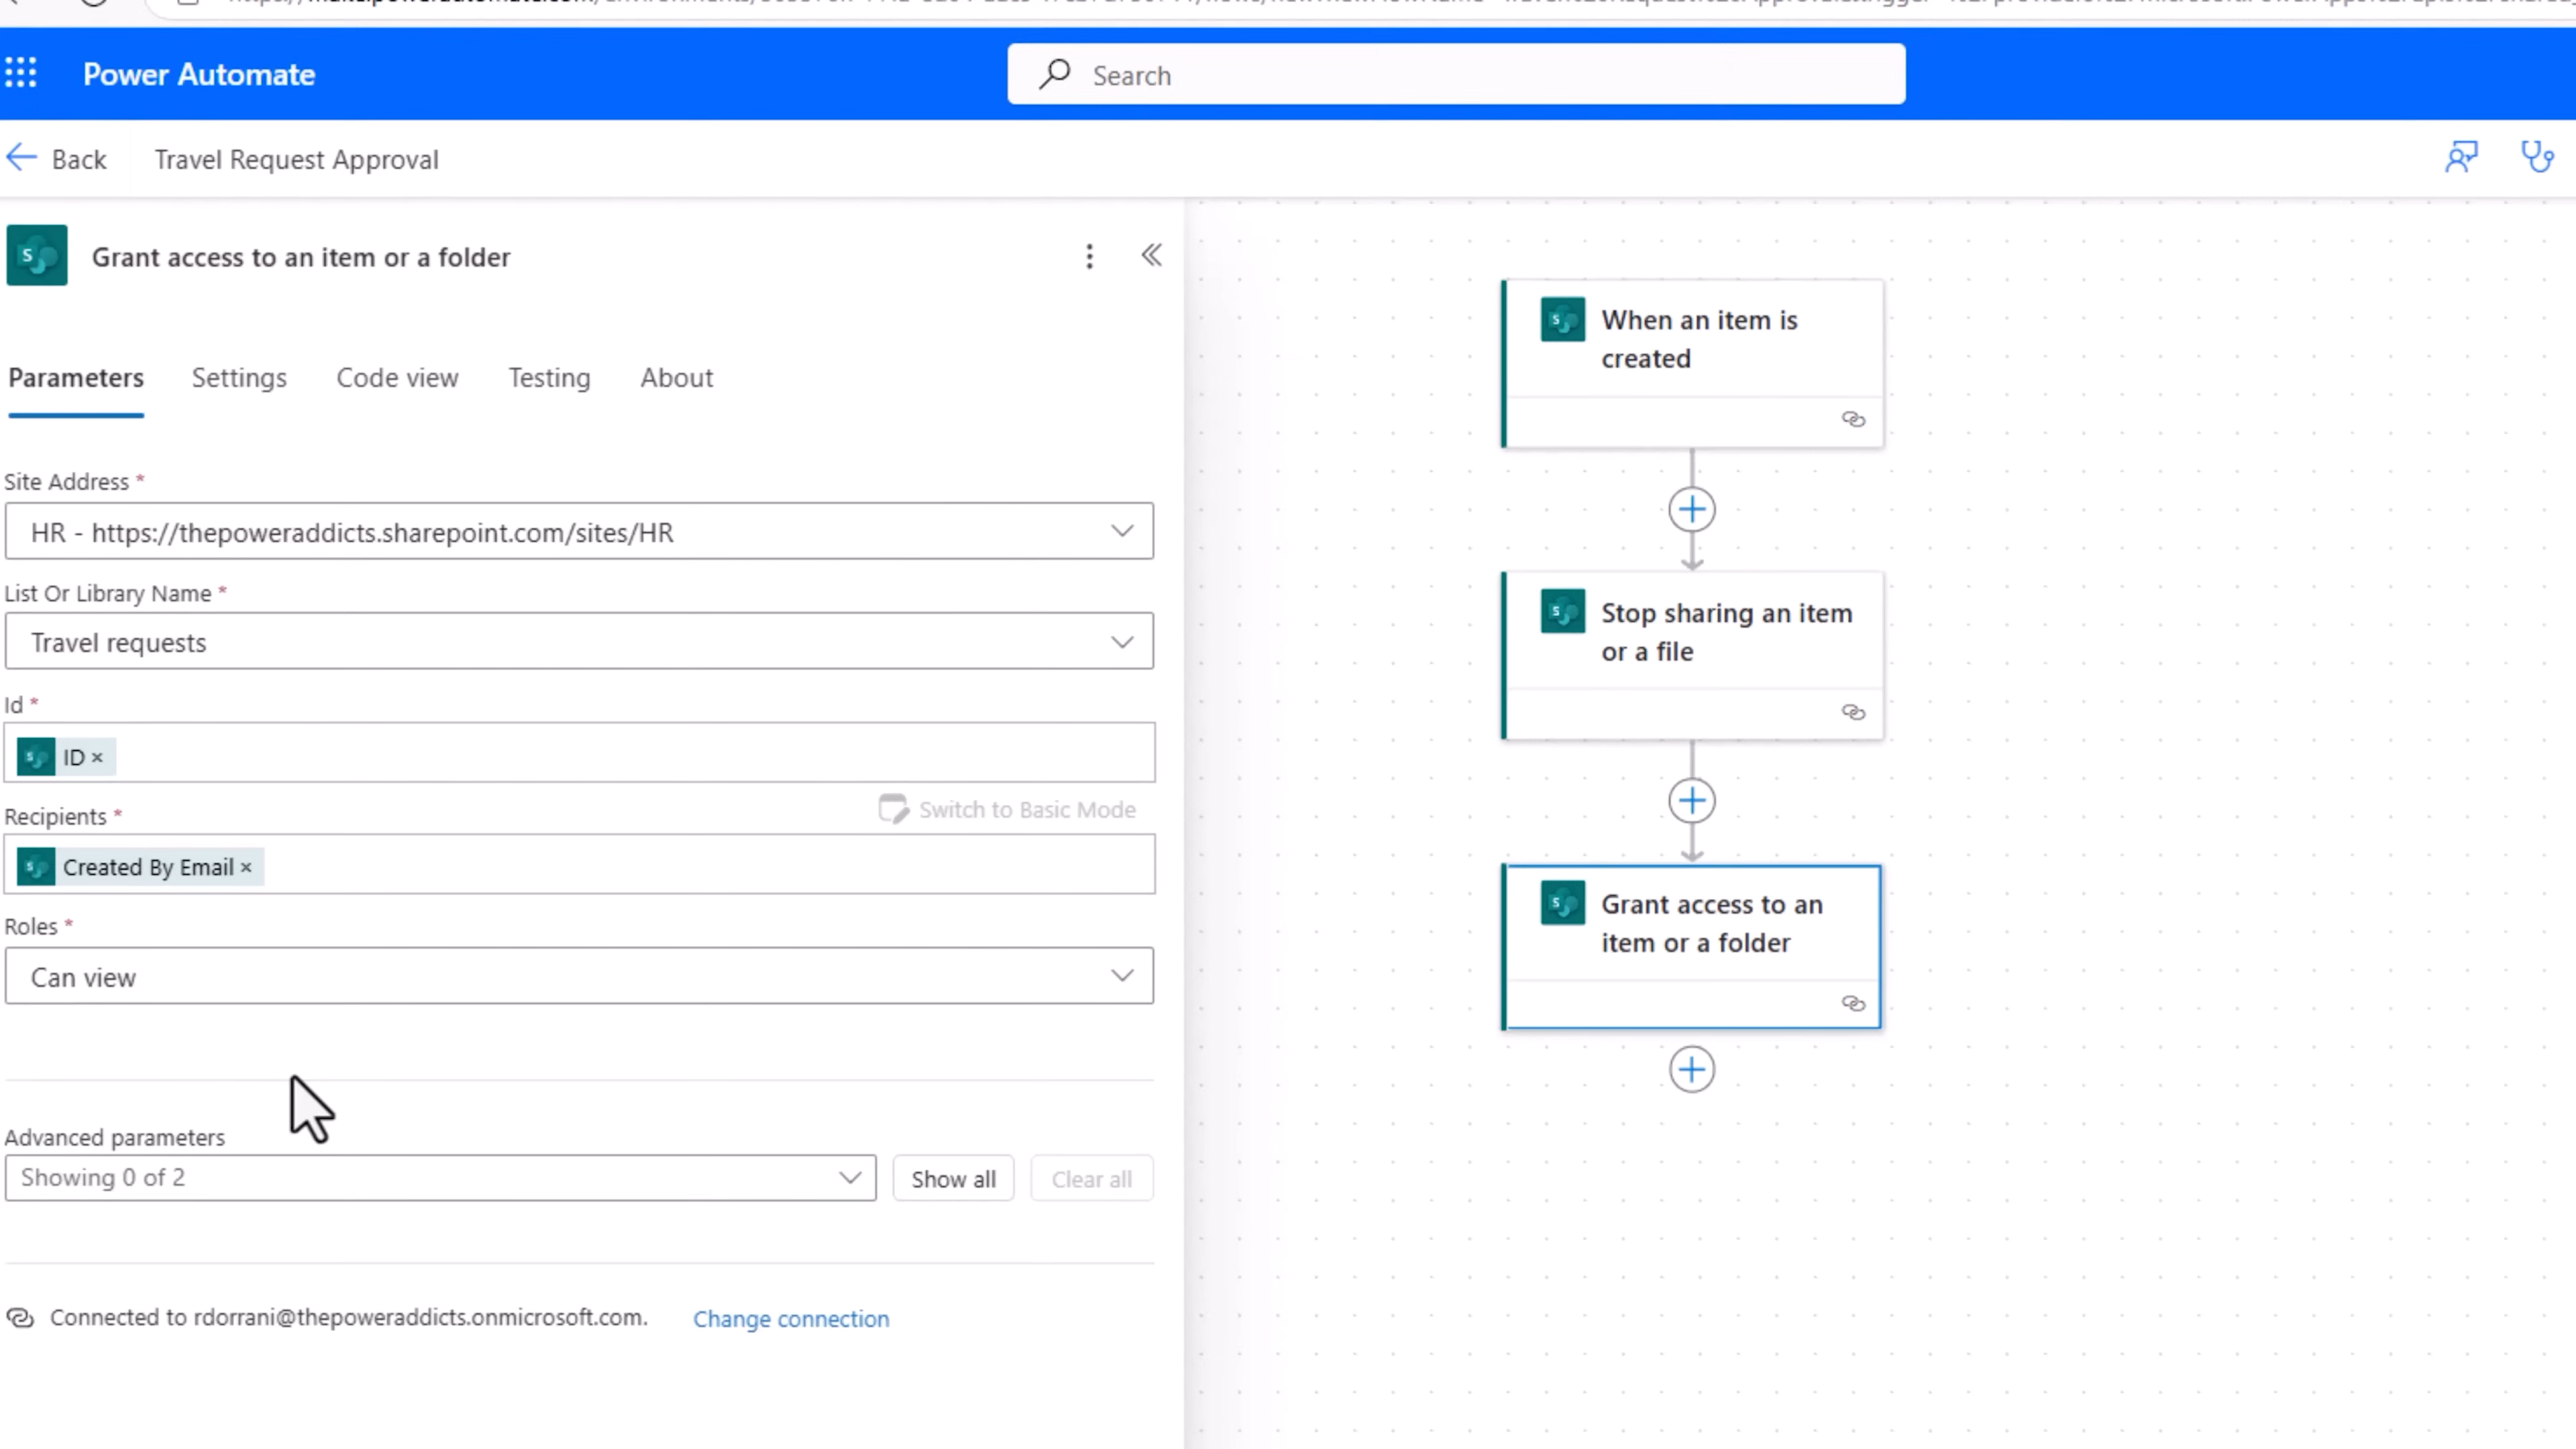 Power Automate
Search
Back
Travel Request Approval
Grant access to an item or a folder
Parameters
Settings
Code view
Testing
About
Site Address *
HR - https://thepoweraddicts.sharepoint.com/sites/HR
List Or Library Name *
Travel requests
Id *
ID ×
Switch to Basic Mode
Recipients *
Created By Email ×
Roles *
Can view
Advanced parameters
Showing 0 of 2
Show all
Clear all
Connected to rdorrani@thepoweraddicts.onmicrosoft.com.
Change connection
When an item is
created
Stop sharing an item
or a file
Grant access to an
item or a folder